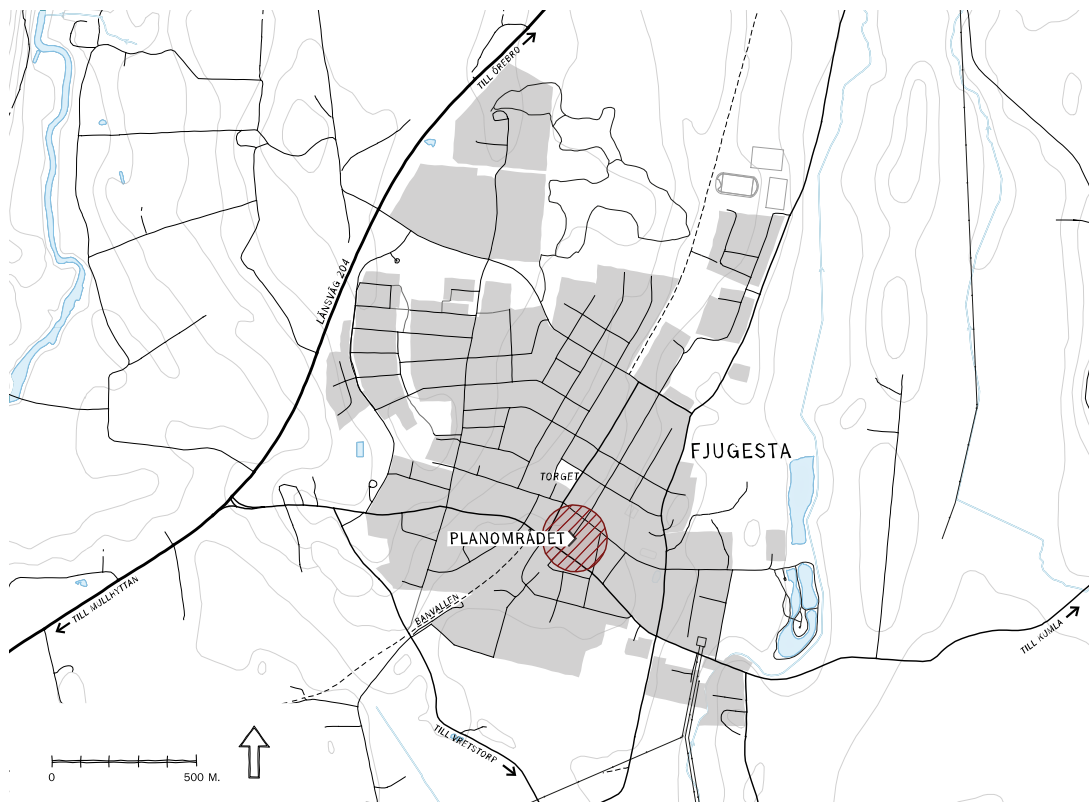 TILL ÖREBRO
LÄNSVÄG 204
FJUGESTA
TORGET
PLANOMRÅDET
TILL MULLHYTTAN
BANVALLEN
TILL KUMLA
TILL VRETSTORP
0 500 M.